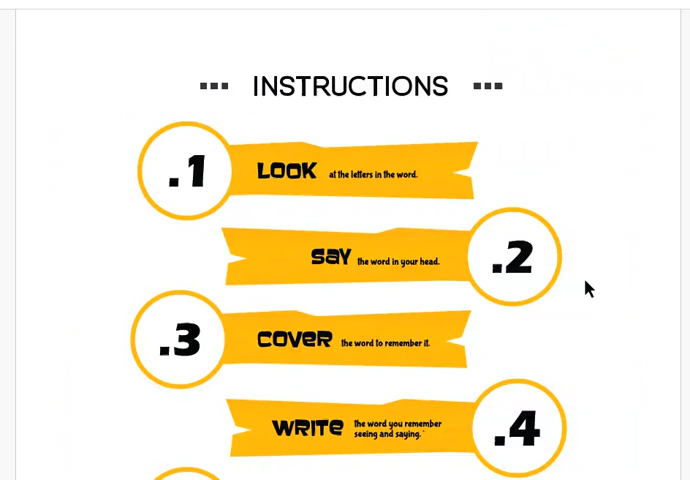 INSTRUCTIONS
.1 LOOK at the letters in the word.
SAY the word in your head. .2
.3 COVER the word to remember it.
WRITE the word you remember .4
seeing and saying.